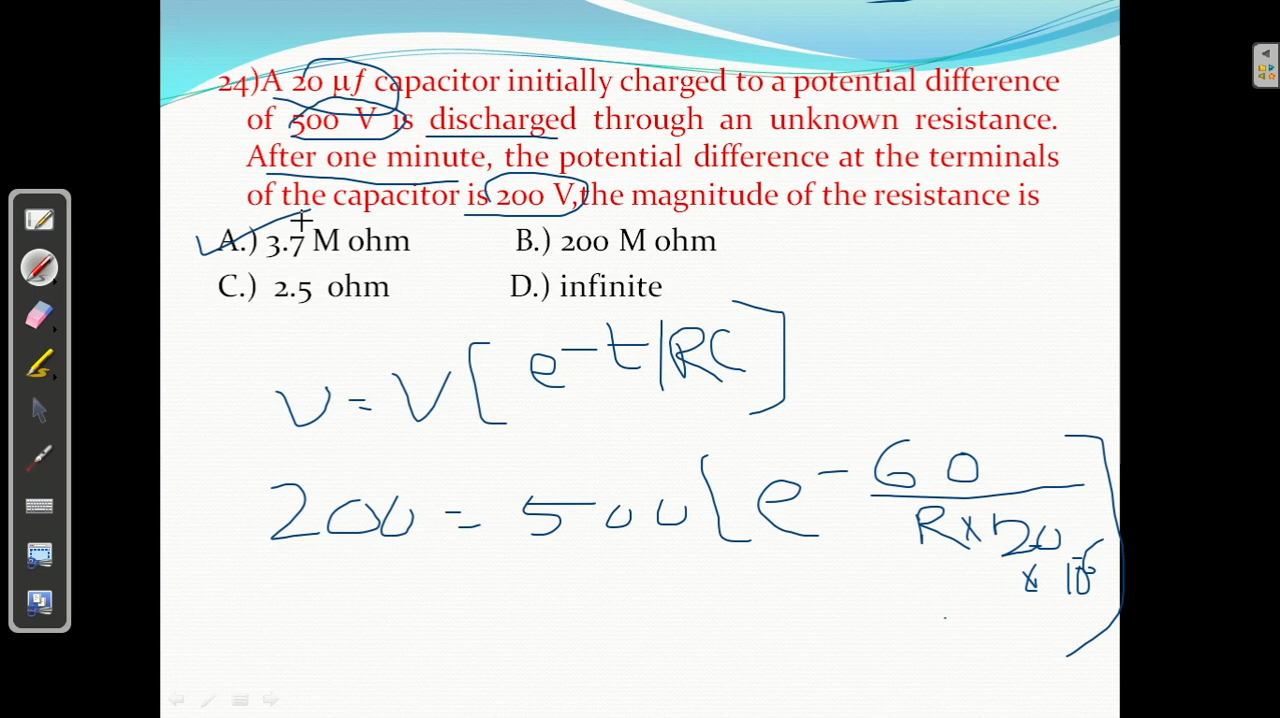 24)A 20 µf capacitor initially charged to a potential difference
of 500 V is discharged through an unknown resistance.
After one minute, the potential difference at the terminals
of the capacitor is 200 V,the magnitude of the resistance is
A.) 3.7 M ohm B.) 200 M ohm
C.) 2.5 ohm D.) infinite
v = V [e^-t/RC]
200 = 500 [e^-60/R×20×10^-6]